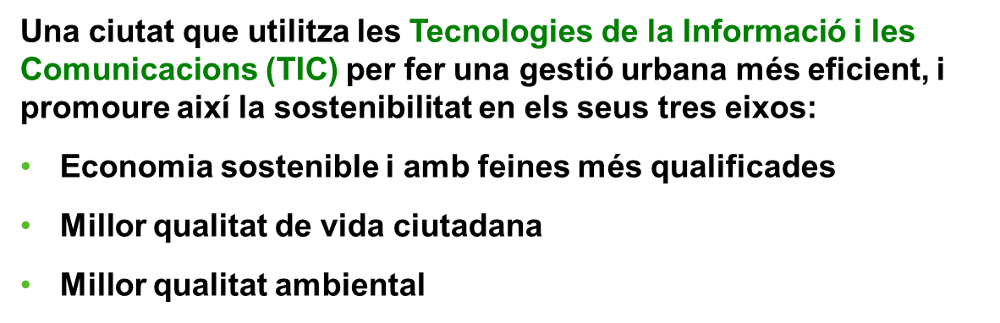 Una ciutat que utilitza les Tecnologies de la Informació i les
Comunicacions (TIC) per fer una gestió urbana més eficient, i
promoure així la sostenibilitat en els seus tres eixos:
• Economia sostenible i amb feines més qualificades
• Millor qualitat de vida ciutadana
• Millor qualitat ambiental